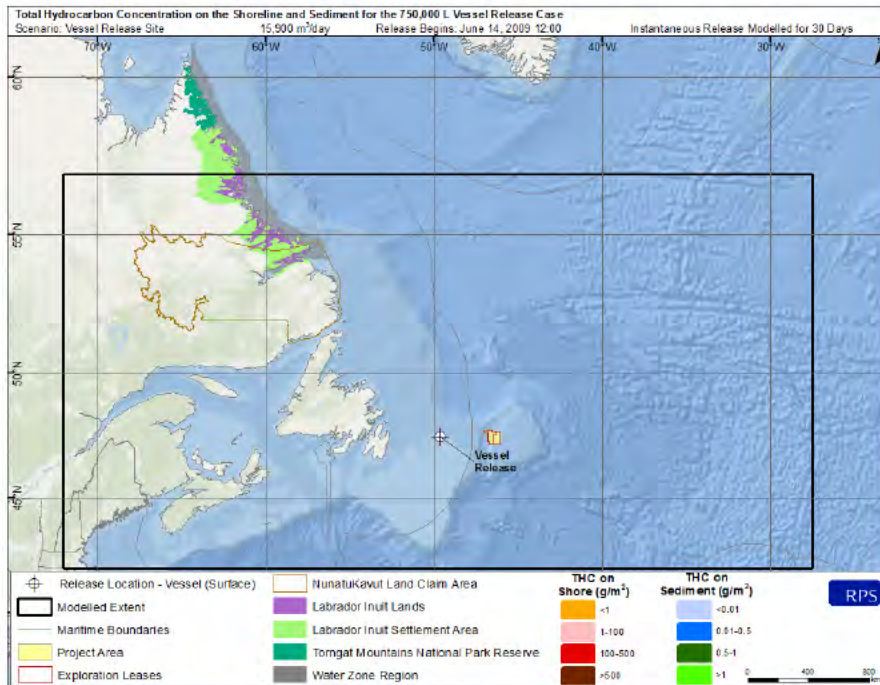 Total Hydrocarbon Concentration on the Shoreline and Sediment for the 750,000 L Vessel Release Case
Scenario: Vessel Release Site 15,900 m³/day Release Begins: June 14, 2009 12:00 Instantaneous Release Modelled for 30 Days
70°W 60°W 50°W 40°W 30°W
60°N
55°N
50°N
45°N
Vessel
Release
Release Location - Vessel (Surface)
Modelled Extent
Maritime Boundaries
Project Area
Exploration Leases
NunatuKavut Land Claim Area
Labrador Inuit Lands
Labrador Inuit Settlement Area
Torngat Mountains National Park Reserve
Water Zone Region
THC on
Shore (g/m²)
<1
1-100
100-500
>500
THC on
Sediment (g/m²)
<0.01
0.01-0.5
0.5-1
>1
RPS
0 400 800
km